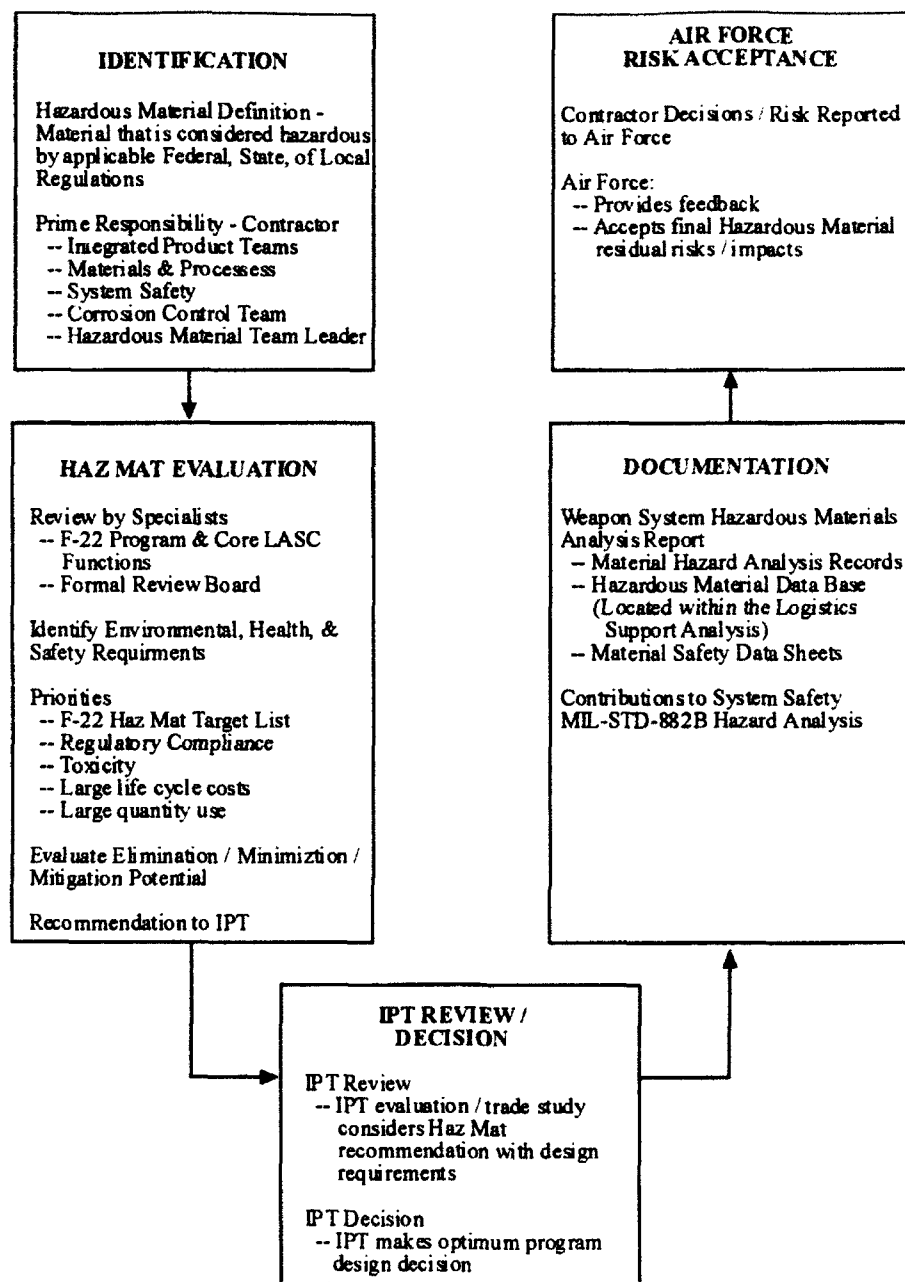 IDENTIFICATION
Hazardous Material Definition -
Material that is considered hazardous
by applicable Federal, State, of Local
Regulations
Prime Responsibility - Contractor
-- Integrated Product Teams
-- Materials & Processess
-- System Safety
-- Corrosion Control Team
-- Hazardous Material Team Leader
HAZ MAT EVALUATION
Review by Specialists
-- F-22 Program & Core LASC
Functions
-- Formal Review Board
Identify Environmental, Health, &
Safety Requirments
Priorities
-- F-22 Haz Mat Target List
-- Regulatory Compliance
-- Toxicity
-- Large life cycle costs
-- Large quantity use
Evaluate Elimination / Minimiztion /
Mitigation Potential
Recommendation to IPT
IPT REVIEW /
DECISION
IPT Review
-- IPT evaluation / trade study
considers Haz Mat
recommendation with design
requirements
IPT Decision
-- IPT makes optimum program
design decision
DOCUMENTATION
Weapon System Hazardous Materials
Analysis Report
-- Material Hazard Analysis Records
-- Hazardous Material Data Base
(Located within the Logistics
Support Analysis)
-- Material Safety Data Sheets
Contributions to System Safety
MIL-STD-882B Hazard Analysis
AIR FORCE
RISK ACCEPTANCE
Contractor Decisions / Risk Reported
to Air Force
Air Force:
-- Provides feedback
-- Accepts final Hazardous Material
residual risks / impacts